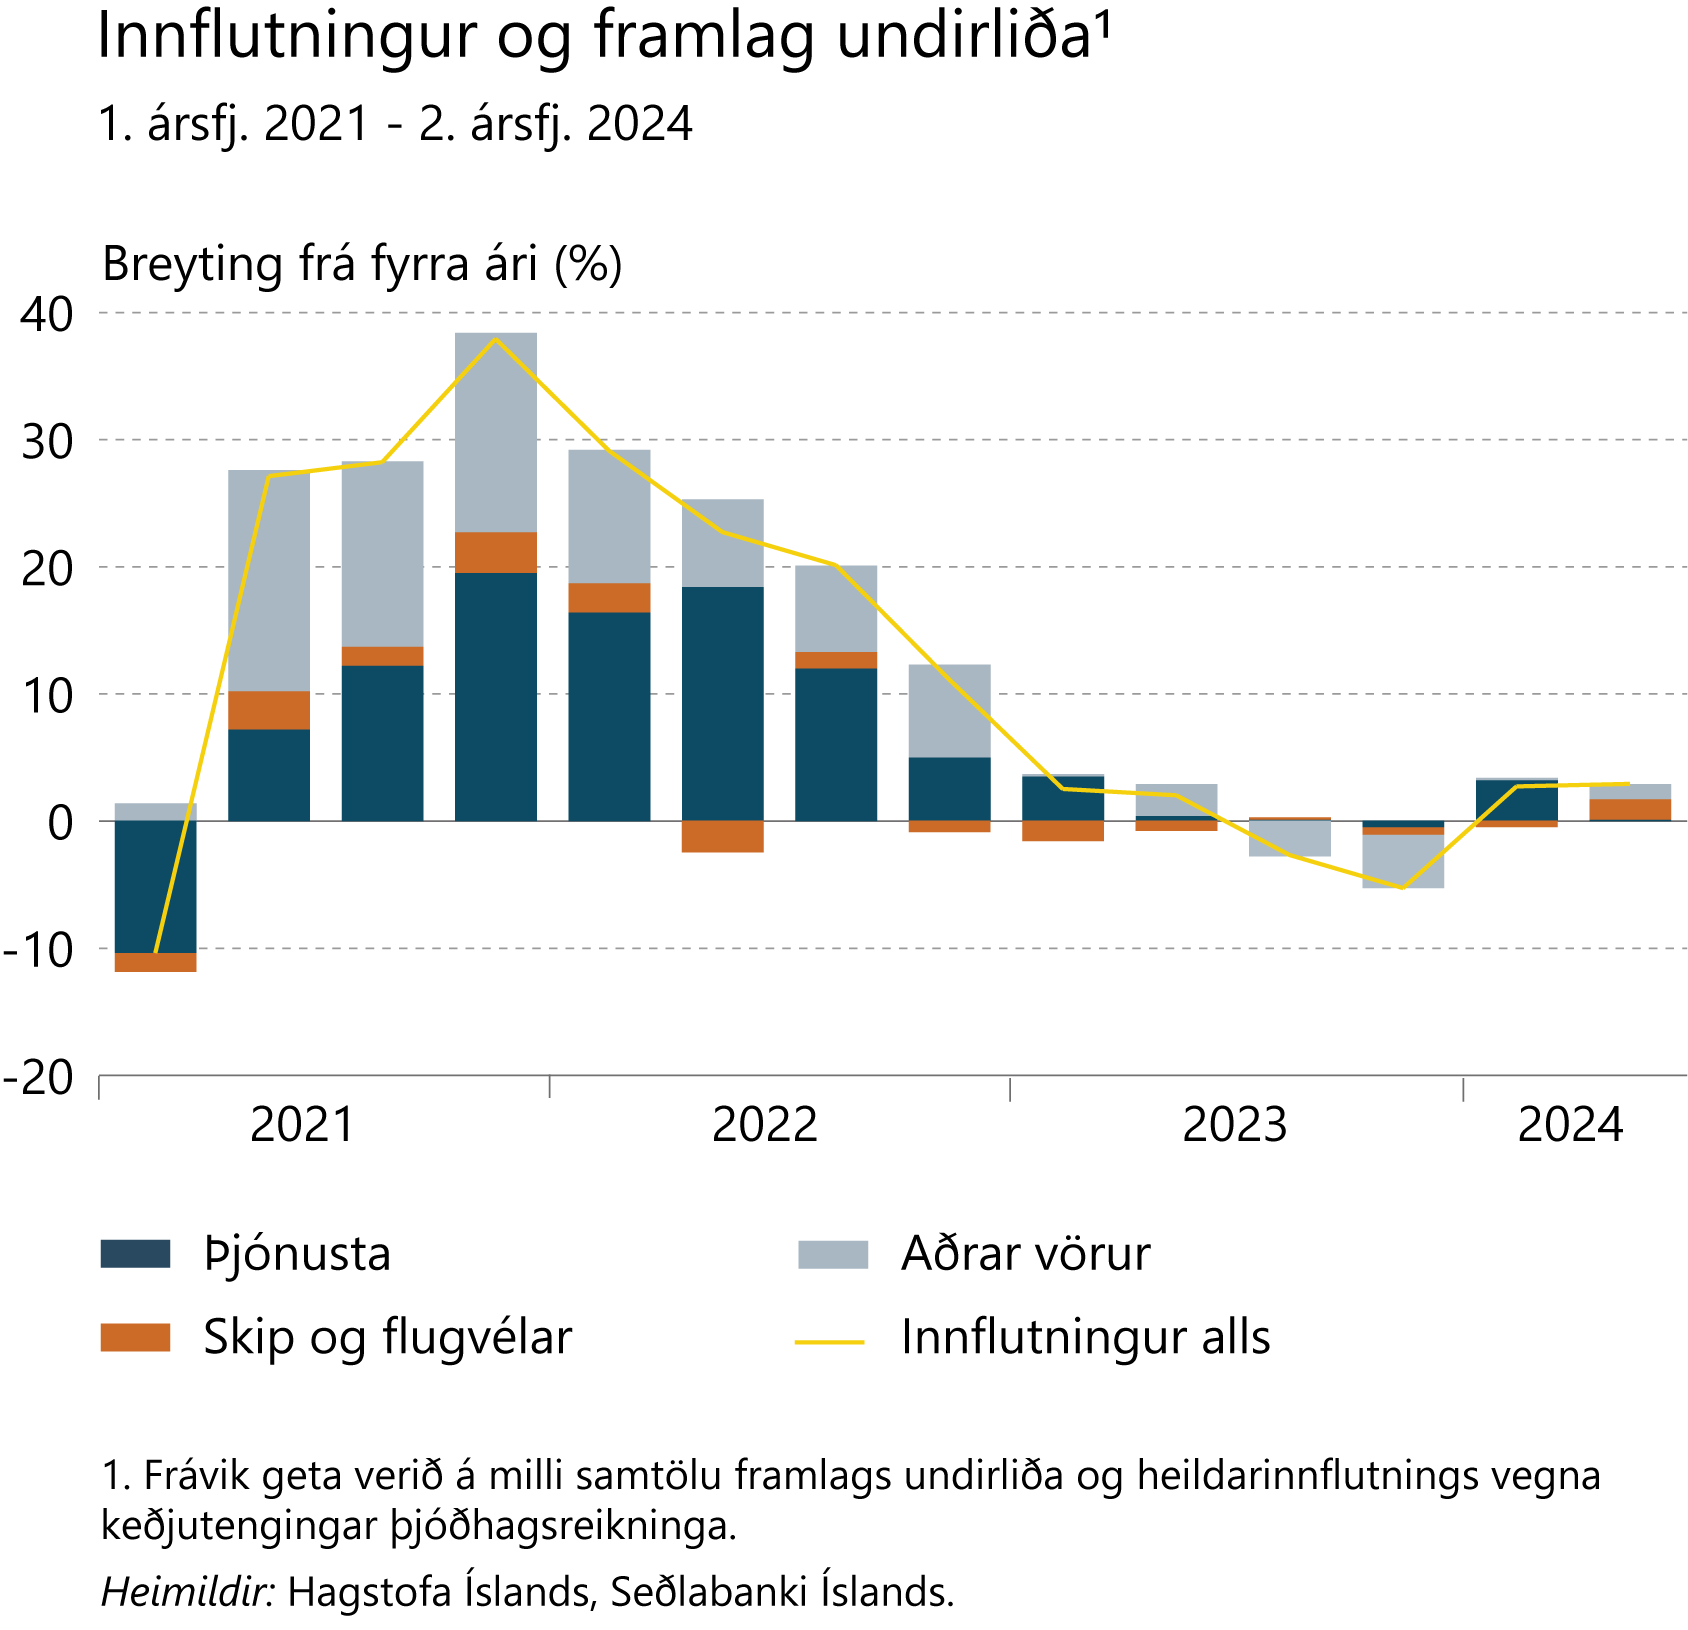 Innflutningur og framlag undirliða¹
1. ársfj. 2021 - 2. ársfj. 2024
Breyting frá fyrra ári (%)
40
30
20
10
0
-10
-20
2021 2022 2023 2024
Þjónusta
Aðrar vörur
Skip og flugvélar
Innflutningur alls
1. Frávik geta verið á milli samtölu framlags undirliða og heildarinnflutnings vegna
keðjutengingar þjóðhagsreikninga.
Heimildir: Hagstofa Íslands, Seðlabanki Íslands.